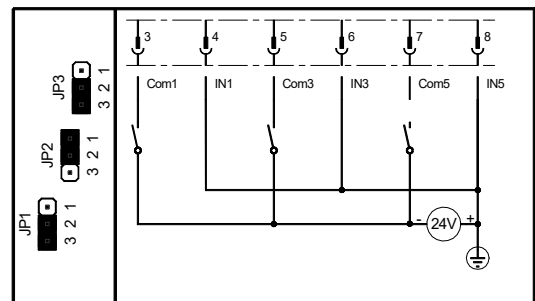 3 4 5 6 7 8
Com1 IN1 Com3 IN3 Com5 IN5
JP3
3 2 1
JP2
3 2 1
JP1
3 2 1
- 24V +